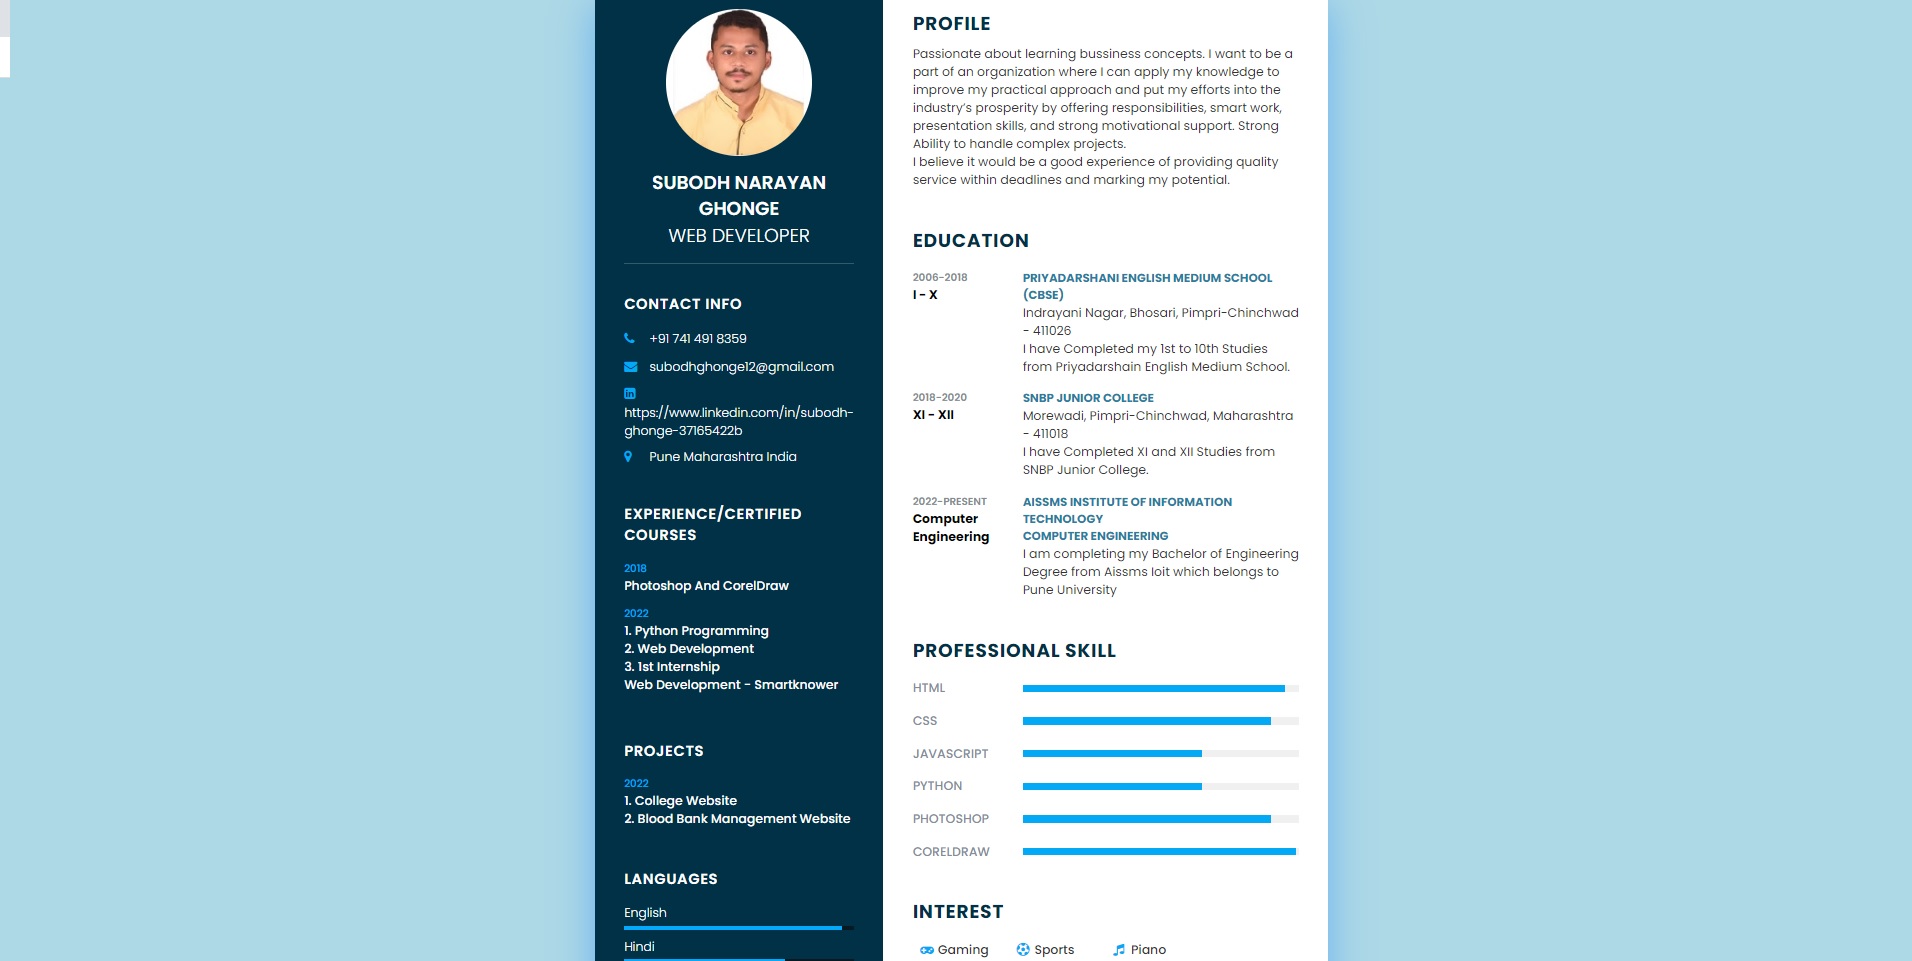 SUBODH NARAYAN
GHONGE
WEB DEVELOPER
CONTACT INFO
+91 741 491 8359
subodhghonge12@gmail.com
https://www.linkedin.com/in/subodh-
ghonge-37165422b
Pune Maharashtra India
EXPERIENCE/CERTIFIED
COURSES
2018
Photoshop And CorelDraw
2022
1. Python Programming
2. Web Development
3. 1st Internship
Web Development - Smartknower
PROJECTS
2022
1. College Website
2. Blood Bank Management Website
LANGUAGES
English
Hindi
PROFILE
Passionate about learning bussiness concepts. I want to be a
part of an organization where I can apply my knowledge to
improve my practical approach and put my efforts into the
industry's prosperity by offering responsibilities, smart work,
presentation skills, and strong motivational support. Strong
Ability to handle complex projects.
I believe it would be a good experience of providing quality
service within deadlines and marking my potential.
EDUCATION
2006-2018
I - X
PRIYADARSHANI ENGLISH MEDIUM SCHOOL
(CBSE)
Indrayani Nagar, Bhosari, Pimpri-Chinchwad
- 411026
I have Completed my 1st to 10th Studies
from Priyadarshain English Medium School.
2018-2020
XI - XII
SNBP JUNIOR COLLEGE
Morewadi, Pimpri-Chinchwad, Maharashtra
- 411018
I have Completed XI and XII Studies from
SNBP Junior College.
2022-PRESENT
Computer
Engineering
AISSMS INSTITUTE OF INFORMATION
TECHNOLOGY
COMPUTER ENGINEERING
I am completing my Bachelor of Engineering
Degree from Aissms Ioit which belongs to
Pune University
PROFESSIONAL SKILL
HTML
CSS
JAVASCRIPT
PYTHON
PHOTOSHOP
CORELDRAW
INTEREST
Gaming Sports Piano